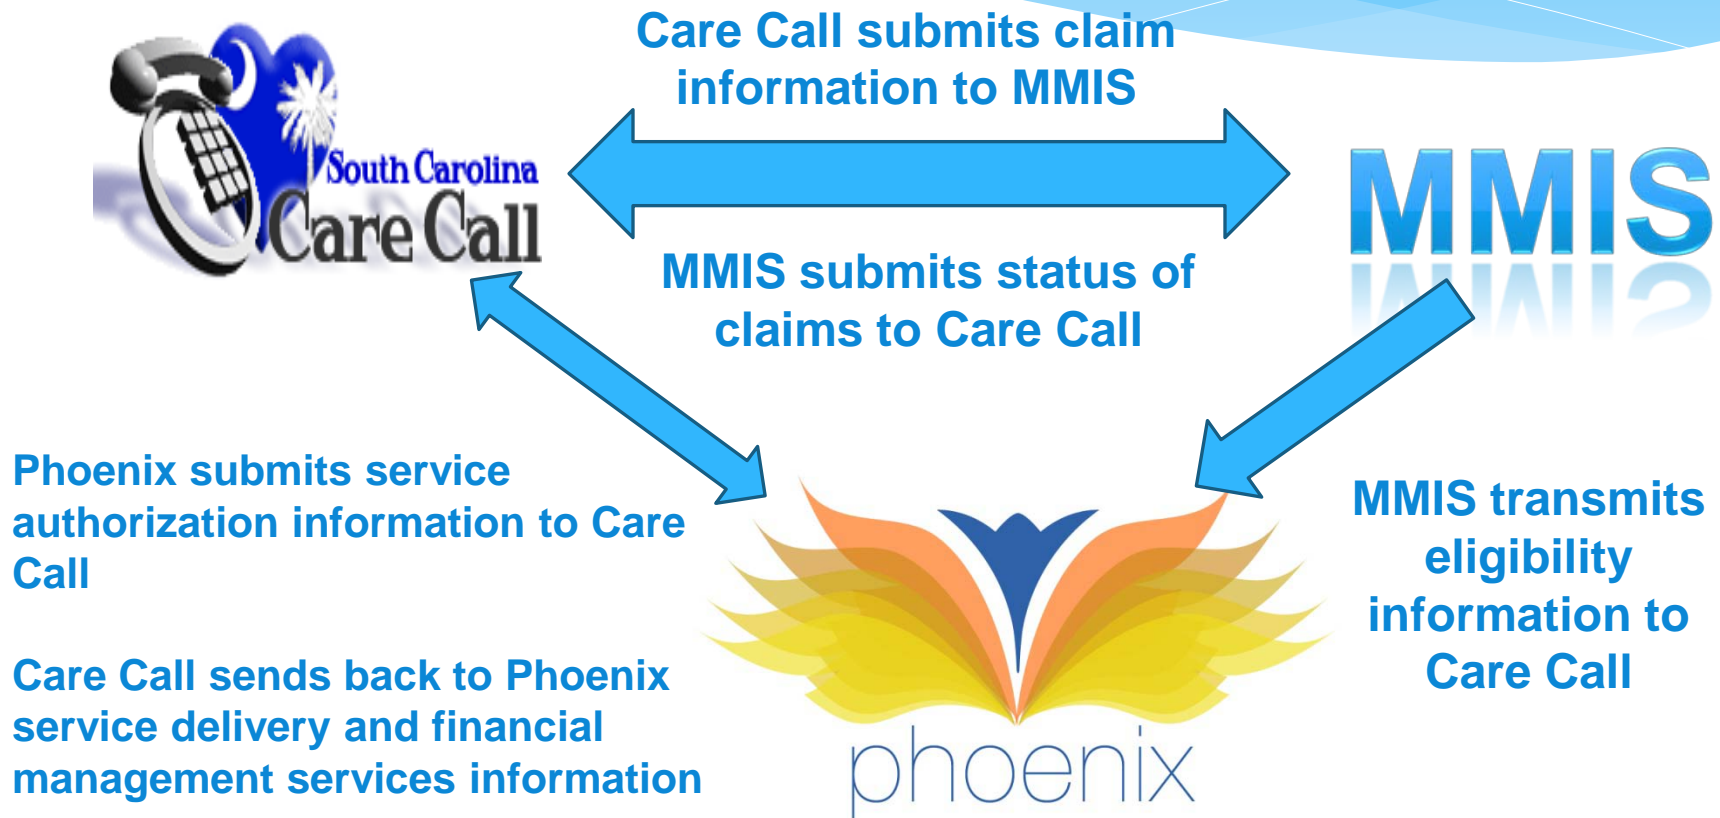 Care Call submits claim
information to MMIS
South Carolina
Care Call
MMIS
MMIS submits status of
claims to Care Call
Phoenix submits service
authorization information to Care
Call
Care Call sends back to Phoenix
service delivery and financial
management services information
MMIS transmits
eligibility
information to
Care Call
phoenix